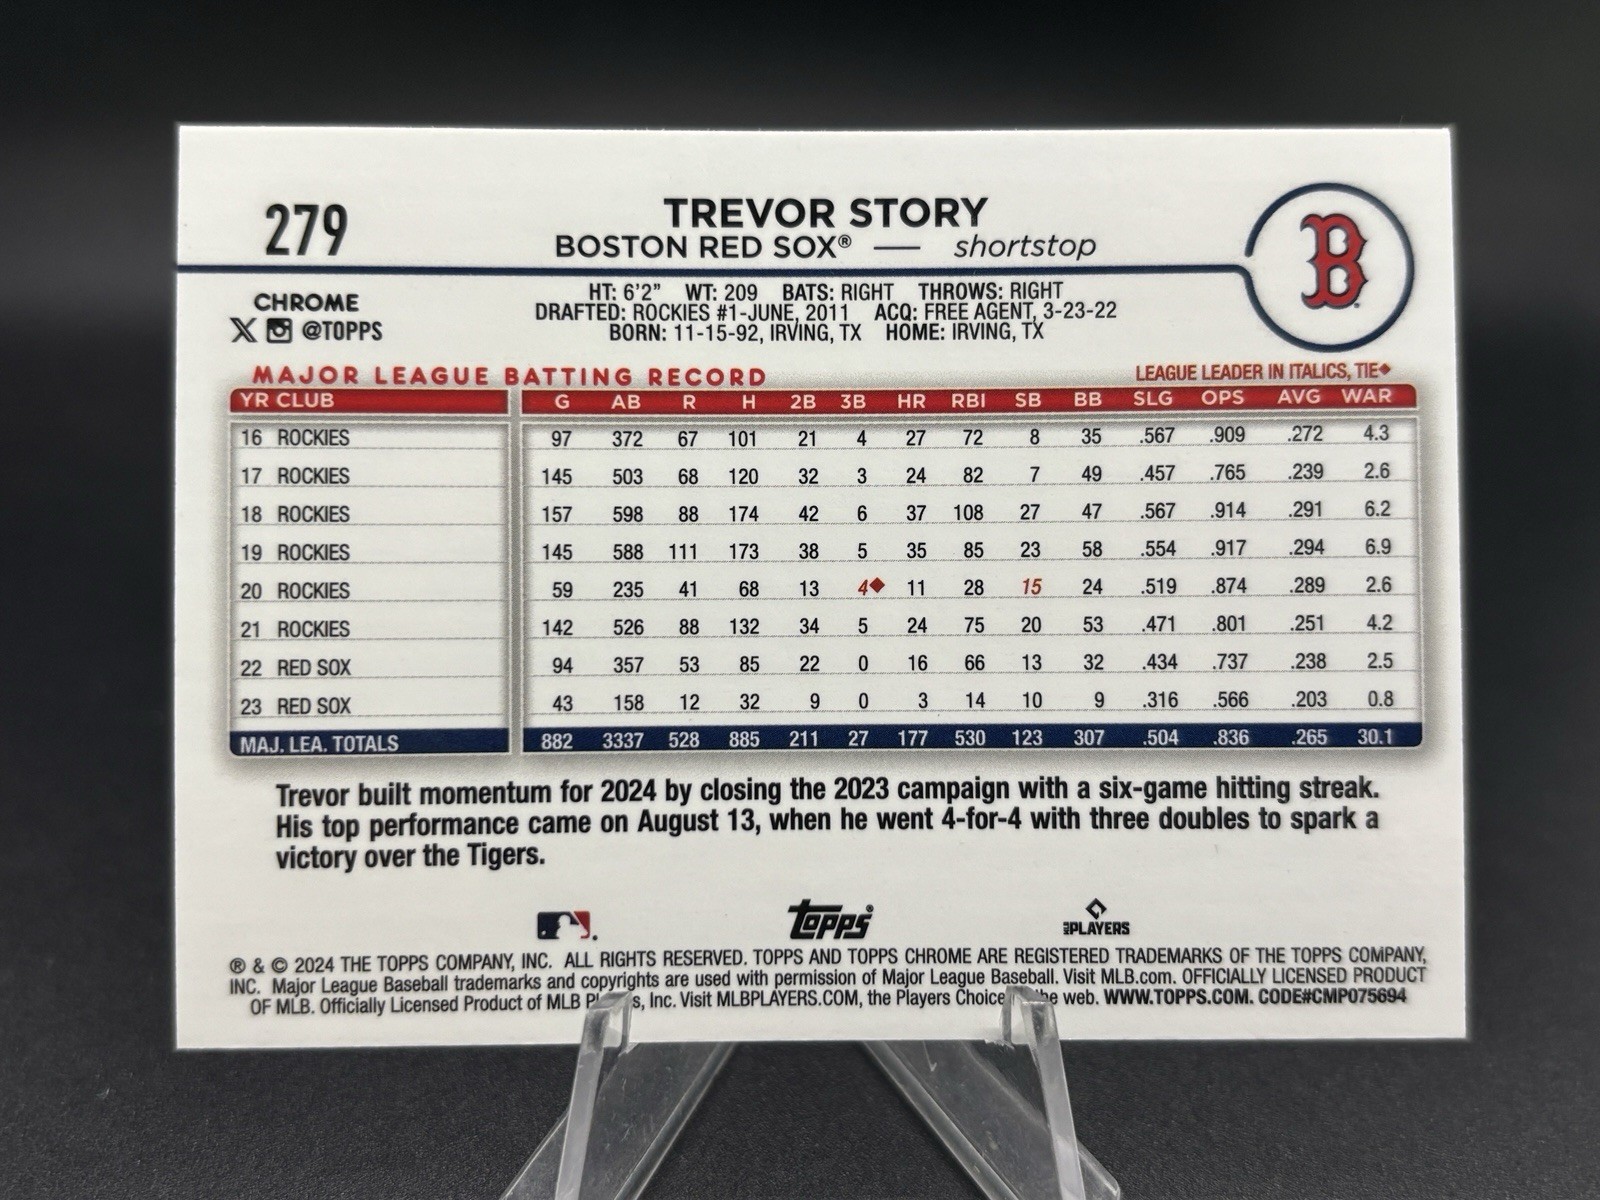 279
TREVOR STORY
BOSTON RED SOX® — shortstop
B
CHROME
X @TOPPS
HT: 6'2" WT: 209 BATS: RIGHT THROWS: RIGHT
DRAFTED: ROCKIES #1-JUNE, 2011 ACQ: FREE AGENT, 3-23-22
BORN: 11-15-92, IRVING, TX HOME: IRVING, TX
MAJOR LEAGUE BATTING RECORD LEAGUE LEADER IN ITALICS, TIE◆
YR CLUB G AB R H 2B 3B HR RBI SB BB SLG OPS AVG WAR
16 ROCKIES 97 372 67 101 21 4 27 72 8 35 .567 .909 .272 4.3
17 ROCKIES 145 503 68 120 32 3 24 82 7 49 .457 .765 .239 2.6
18 ROCKIES 157 598 88 174 42 6 37 108 27 47 .567 .914 .291 6.2
19 ROCKIES 145 588 111 173 38 5 35 85 23 58 .554 .917 .294 6.9
20 ROCKIES 59 235 41 68 13 4◆ 11 28 15 24 .519 .874 .289 2.6
21 ROCKIES 142 526 88 132 34 5 24 75 20 53 .471 .801 .251 4.2
22 RED SOX 94 357 53 85 22 0 16 66 13 32 .434 .737 .238 2.5
23 RED SOX 43 158 12 32 9 0 3 14 10 9 .316 .566 .203 0.8
MAJ. LEA. TOTALS 882 3337 528 885 211 27 177 530 123 307 .504 .836 .265 30.1
Trevor built momentum for 2024 by closing the 2023 campaign with a six-game hitting streak.
His top performance came on August 13, when he went 4-for-4 with three doubles to spark a
victory over the Tigers.
Topps® MLB PLAYERS
® & © 2024 THE TOPPS COMPANY, INC. ALL RIGHTS RESERVED. TOPPS AND TOPPS CHROME ARE REGISTERED TRADEMARKS OF THE TOPPS COMPANY,
INC. Major League Baseball trademarks and copyrights are used with permission of Major League Baseball. Visit MLB.com. OFFICIALLY LICENSED PRODUCT
OF MLB. Officially Licensed Product of MLB Pl s, Inc. Visit MLBPLAYERS.COM, the Players Choice he web. WWW.TOPPS.COM. CODE#CMP075694